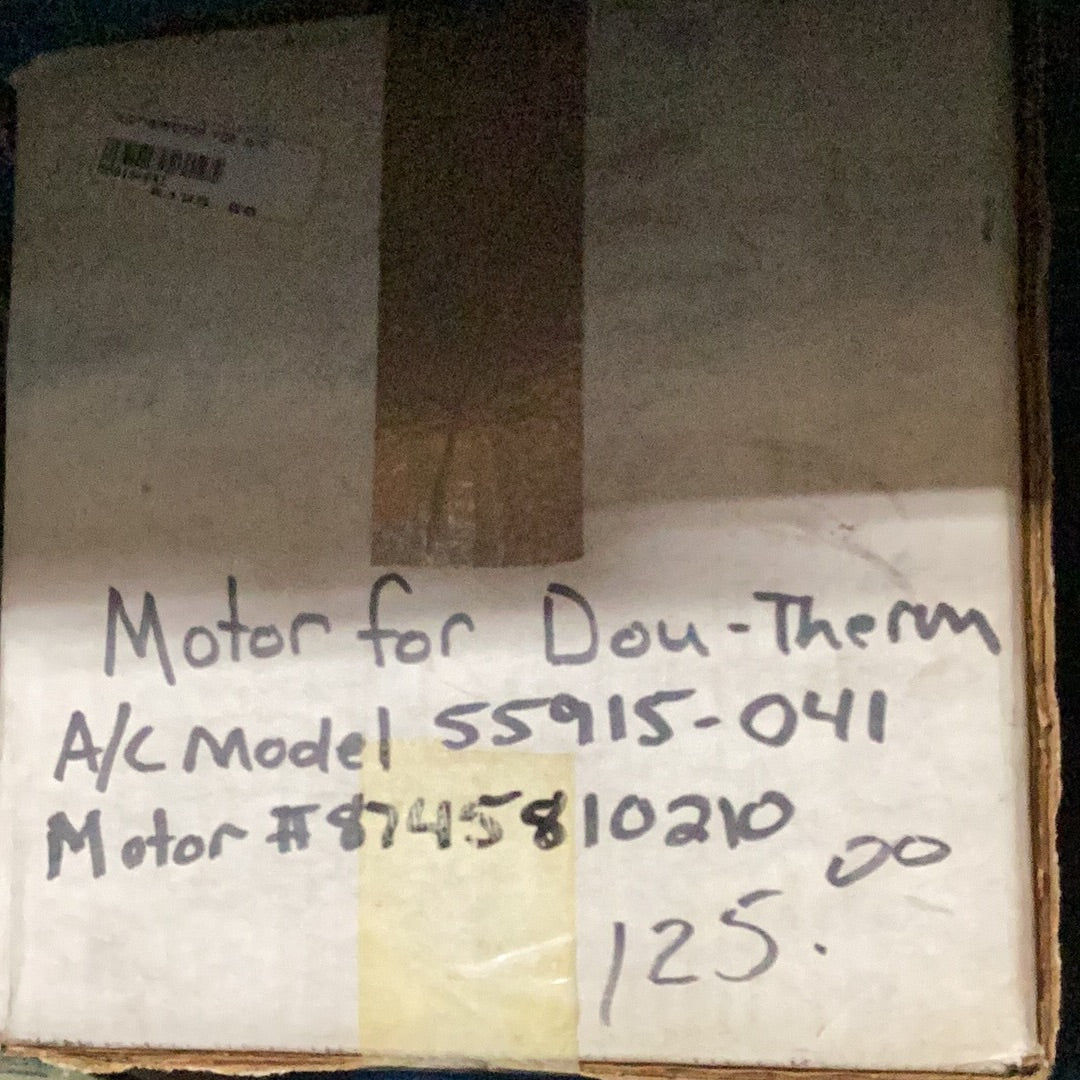 Motor for Dou-Therm
A/C Model 55915-041
Motor #8745810210
125.00